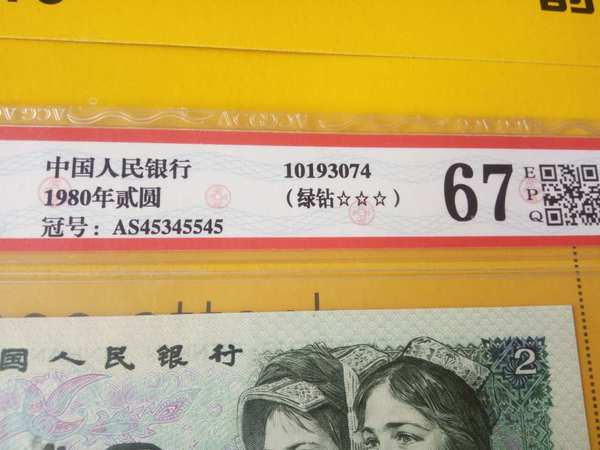 中国人民银行 10193074
1980年贰圆 (绿钻☆☆☆)
冠号: AS45345545
67
E
P
Q
国人民银行
2